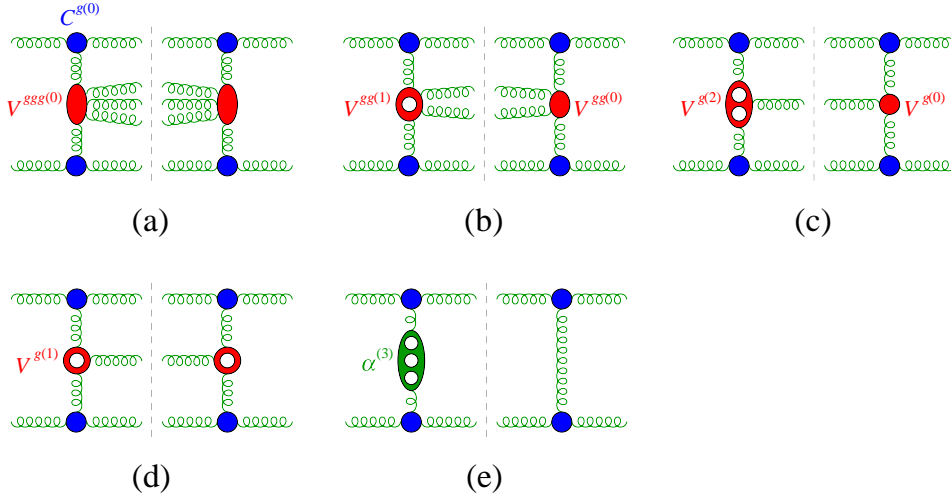 C^{g(0)}
V^{ggg(0)} V^{gg(1)} V^{gg(0)} V^{g(2)} V^{g(0)}
(a) (b) (c)
V^{g(1)} α^{(3)}
(d) (e)